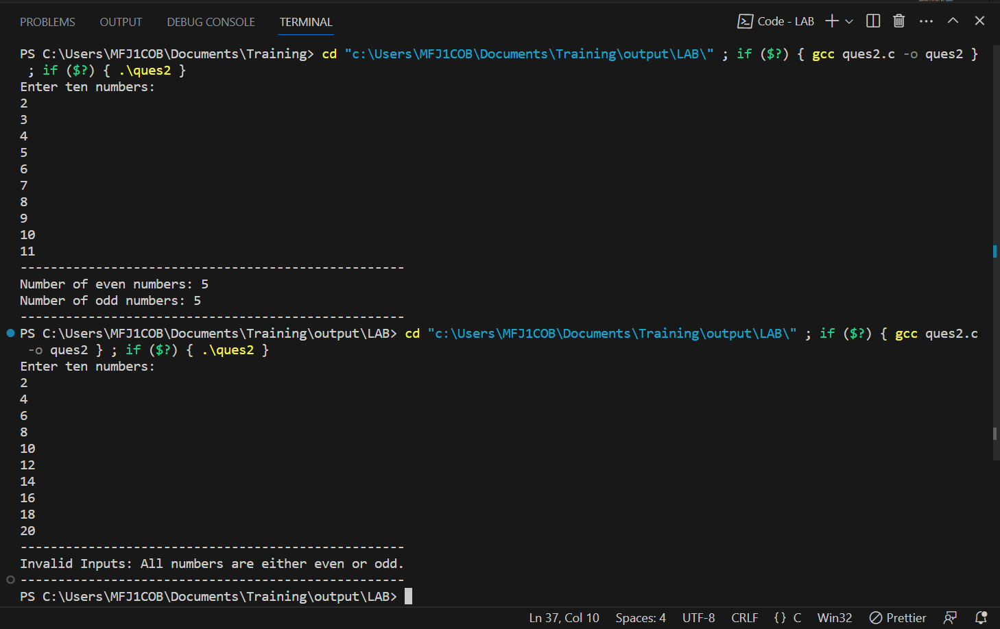 PROBLEMS OUTPUT DEBUG CONSOLE TERMINAL Code - LAB
PS C:\Users\MFJ1COB\Documents\Training> cd "c:\Users\MFJ1COB\Documents\Training\output\LAB\" ; if ($?) { gcc ques2.c -o ques2 }
; if ($?) { .\ques2 }
Enter ten numbers:
2
3
4
5
6
7
8
9
10
11
---------------------------------------------------
Number of even numbers: 5
Number of odd numbers: 5
---------------------------------------------------
PS C:\Users\MFJ1COB\Documents\Training\output\LAB> cd "c:\Users\MFJ1COB\Documents\Training\output\LAB\" ; if ($?) { gcc ques2.c
-o ques2 } ; if ($?) { .\ques2 }
Enter ten numbers:
2
4
6
8
10
12
14
16
18
20
---------------------------------------------------
Invalid Inputs: All numbers are either even or odd.
---------------------------------------------------
PS C:\Users\MFJ1COB\Documents\Training\output\LAB>
Ln 37, Col 10 Spaces: 4 UTF-8 CRLF {} C Win32 Prettier